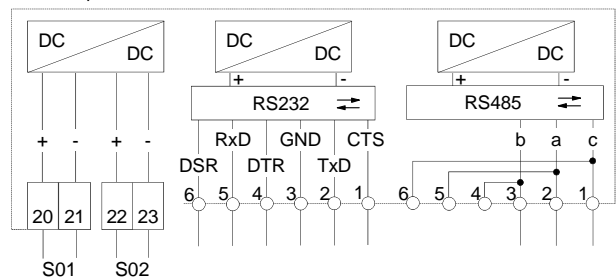 DC DC DC
DC DC DC
+ - + -
RS232 RS485
+ - + - RxD GND CTS b a c
DSR DTR TxD
6 5 4 3 2 1 6 5 4 3 2 1
20 21 22 23
S01 S02